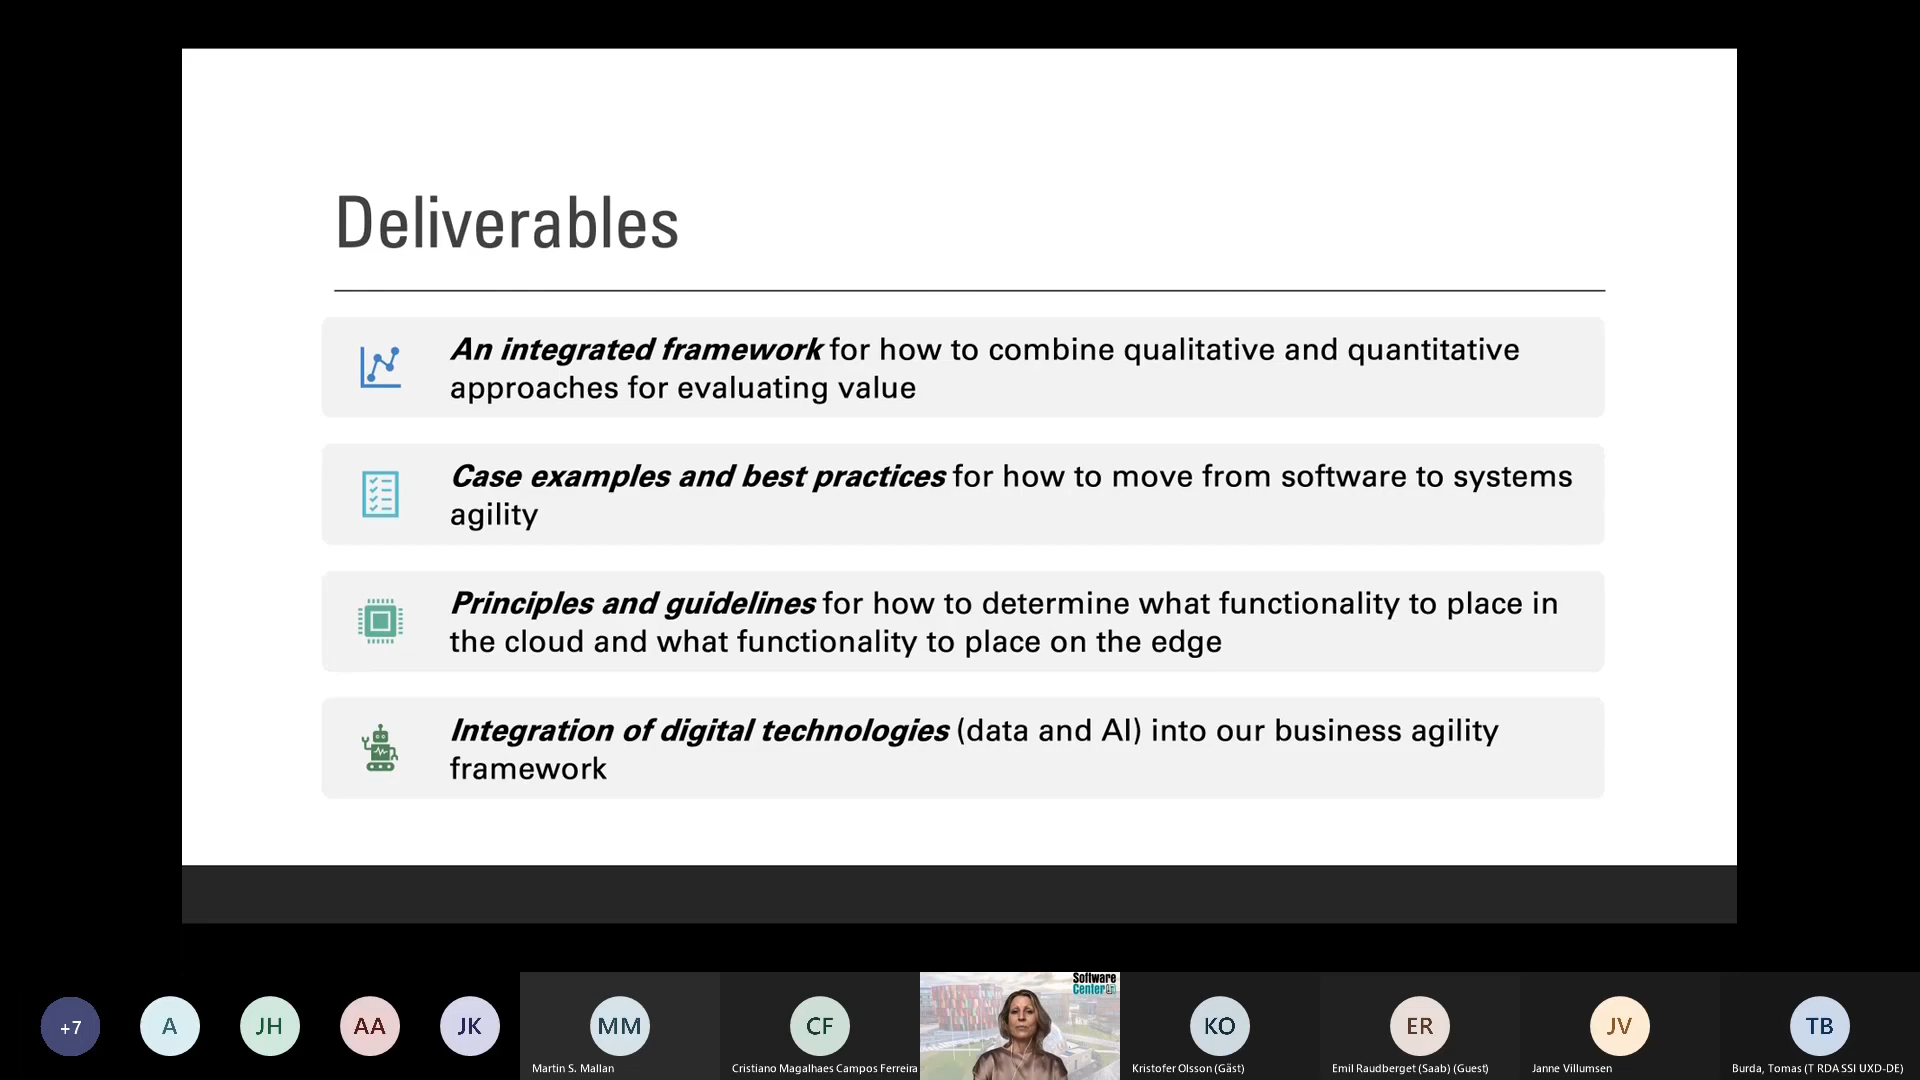 Deliverables
An integrated framework for how to combine qualitative and quantitative
approaches for evaluating value
Case examples and best practices for how to move from software to systems
agility
Principles and guidelines for how to determine what functionality to place in
the cloud and what functionality to place on the edge
Integration of digital technologies (data and AI) into our business agility
framework
Software
Center
+7
A
JH
AA
JK
MM
CF
KO
ER
JV
TB
Martin S. Mallan
Cristiano Magalhaes Campos Ferreira
Kristofer Olsson (Gäst)
Emil Raudberget (Saab) (Guest)
Janne Villumsen
Burda, Tomas (T RDA SSI UXD-DE)